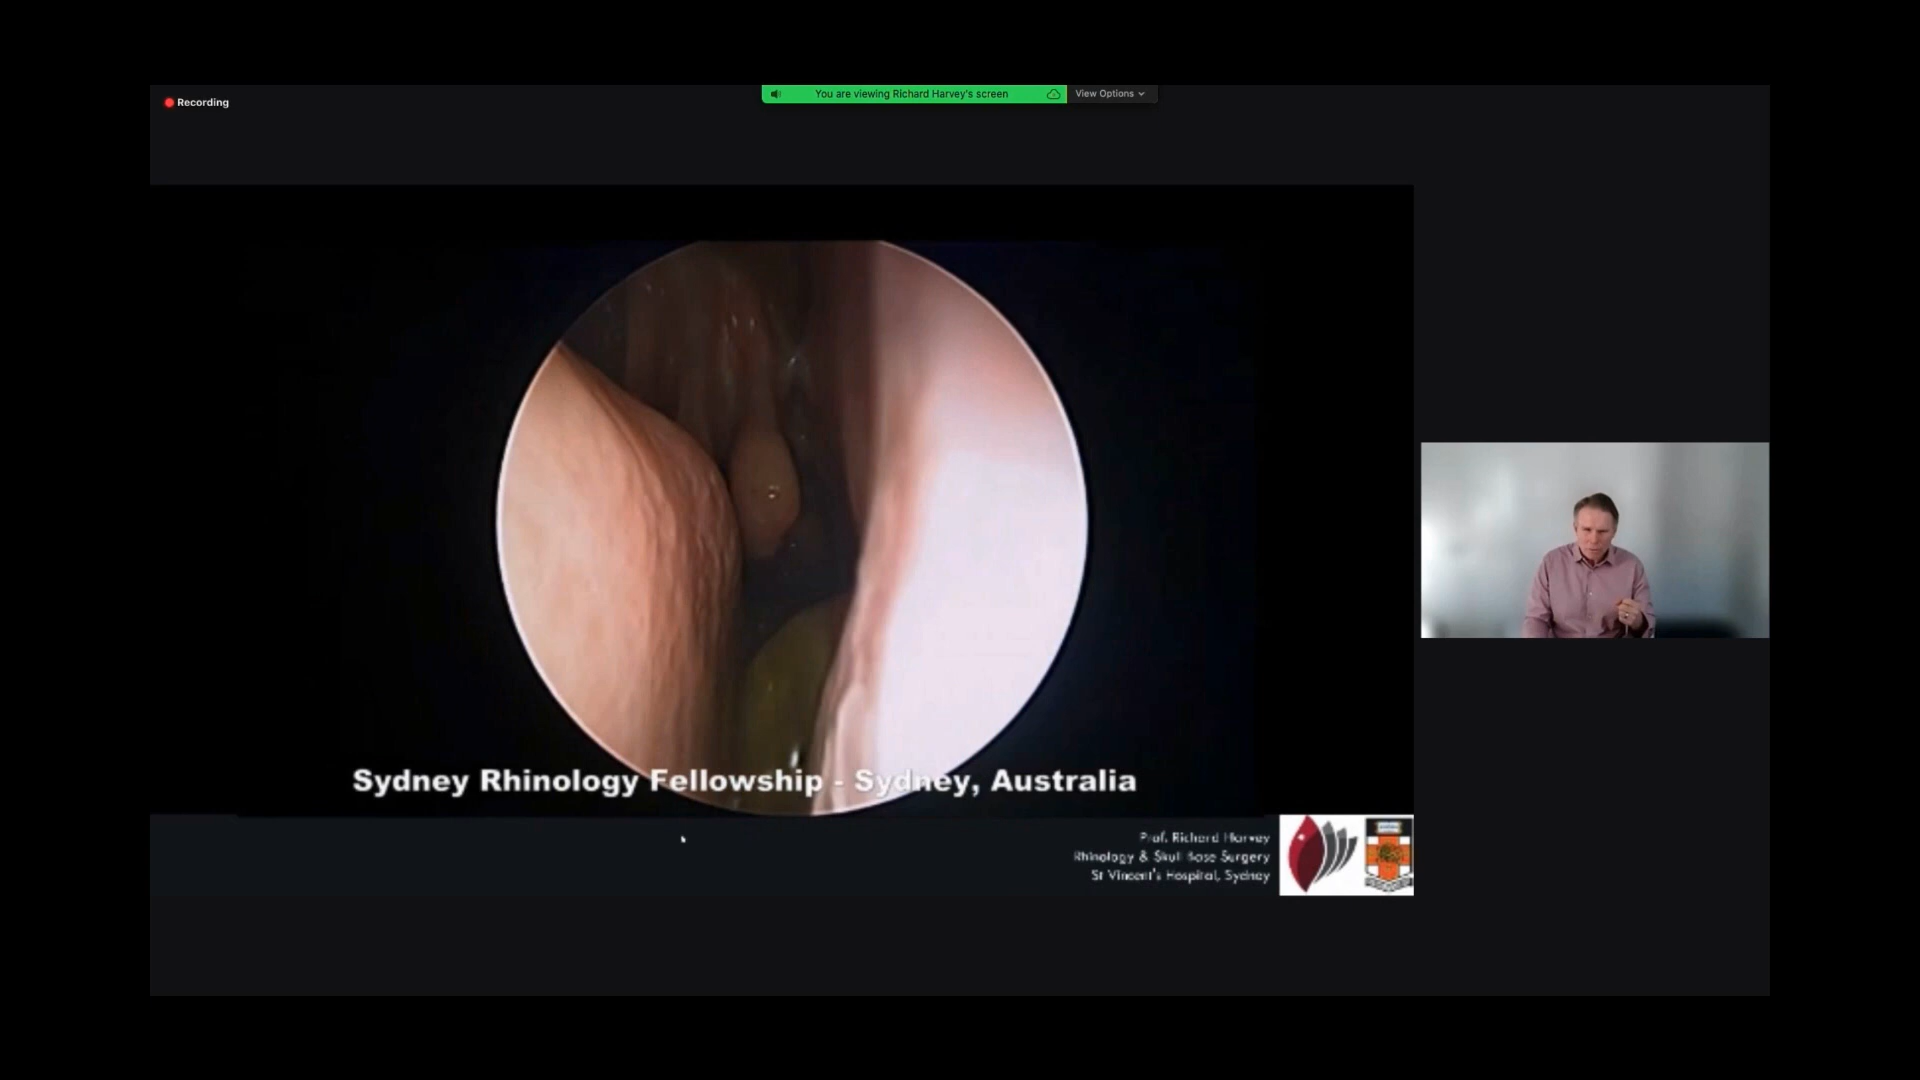 Recording
You are viewing Richard Harvey's screen
View Options
Sydney Rhinology Fellowship - Sydney, Australia
Prof. Richard Harvey
Rhinology & Skull Base Surgery
St Vincent's Hospital, Sydney